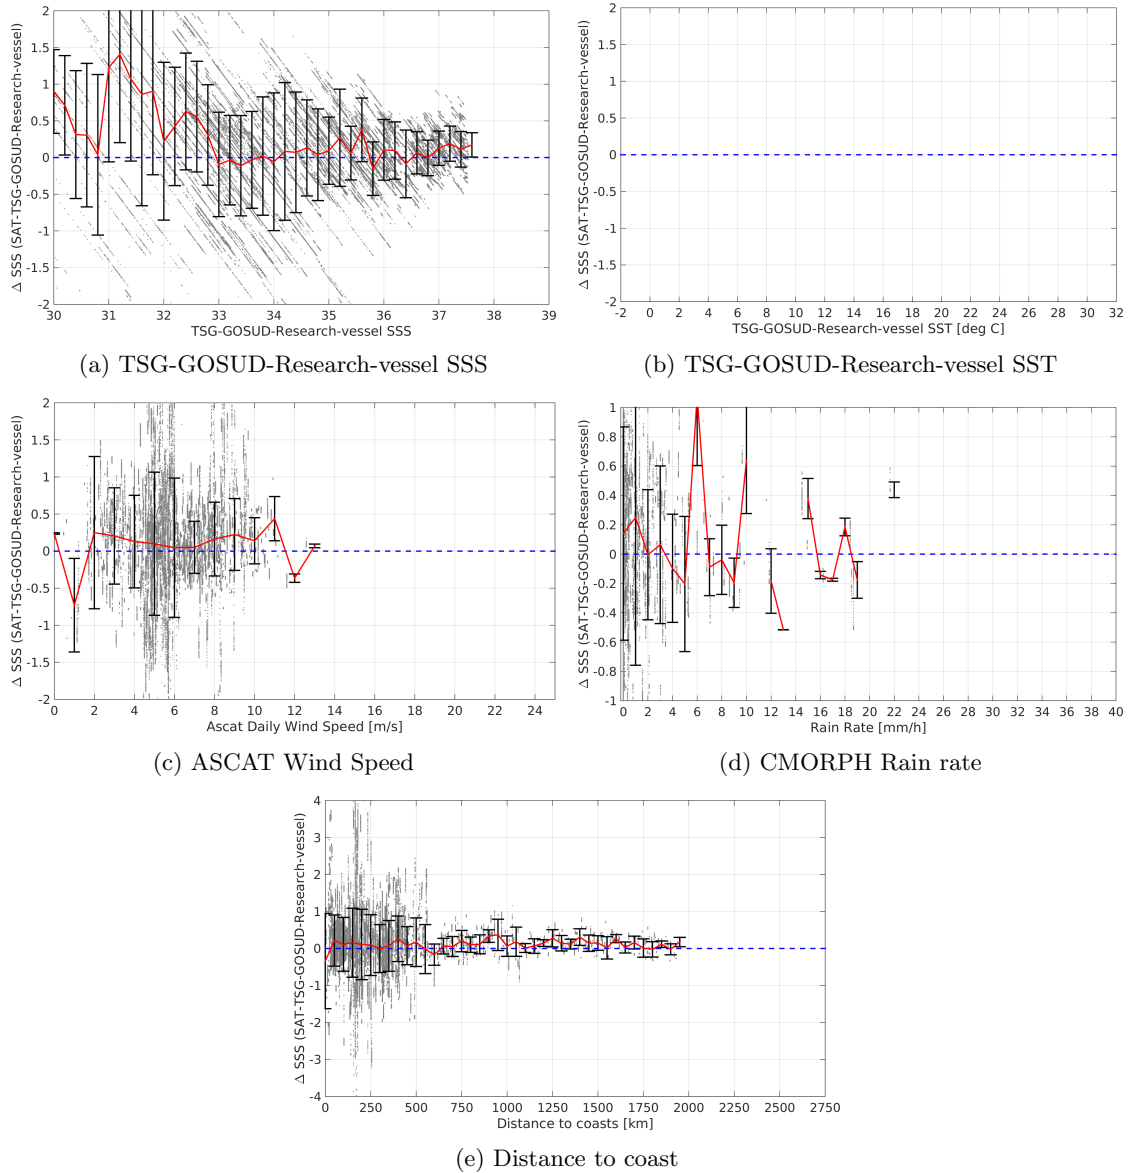 2
1.5
1
0.5
0
-0.5
-1
-1.5
-2
Δ SSS (SAT-TSG-GOSUD-Research-vessel)
30 31 32 33 34 35 36 37 38 39
TSG-GOSUD-Research-vessel SSS
(a) TSG-GOSUD-Research-vessel SSS
2
1.5
1
0.5
0
-0.5
-1
-1.5
-2
Δ SSS (SAT-TSG-GOSUD-Research-vessel)
-2 0 2 4 6 8 10 12 14 16 18 20 22 24 26 28 30 32
TSG-GOSUD-Research-vessel SST [deg C]
(b) TSG-GOSUD-Research-vessel SST
2
1.5
1
0.5
0
-0.5
-1
-1.5
-2
Δ SSS (SAT-TSG-GOSUD-Research-vessel)
0 2 4 6 8 10 12 14 16 18 20 22 24
Ascat Daily Wind Speed [m/s]
(c) ASCAT Wind Speed
1
0.8
0.6
0.4
0.2
0
-0.2
-0.4
-0.6
-0.8
-1
Δ SSS (SAT-TSG-GOSUD-Research-vessel)
0 2 4 6 8 10 12 14 16 18 20 22 24 26 28 30 32 34 36 38 40
Rain Rate [mm/h]
(d) CMORPH Rain rate
4
3
2
1
0
-1
-2
-3
-4
Δ SSS (SAT-TSG-GOSUD-Research-vessel)
0 250 500 750 1000 1250 1500 1750 2000 2250 2500 2750
Distance to coasts [km]
(e) Distance to coast